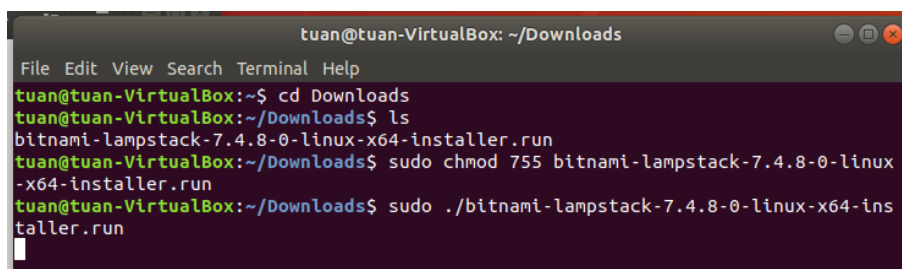 tuan@tuan-VirtualBox: ~/Downloads
File Edit View Search Terminal Help
tuan@tuan-VirtualBox:~$ cd Downloads
tuan@tuan-VirtualBox:~/Downloads$ ls
bitnami-lampstack-7.4.8-0-linux-x64-installer.run
tuan@tuan-VirtualBox:~/Downloads$ sudo chmod 755 bitnami-lampstack-7.4.8-0-linux
-x64-installer.run
tuan@tuan-VirtualBox:~/Downloads$ sudo ./bitnami-lampstack-7.4.8-0-linux-x64-ins
taller.run